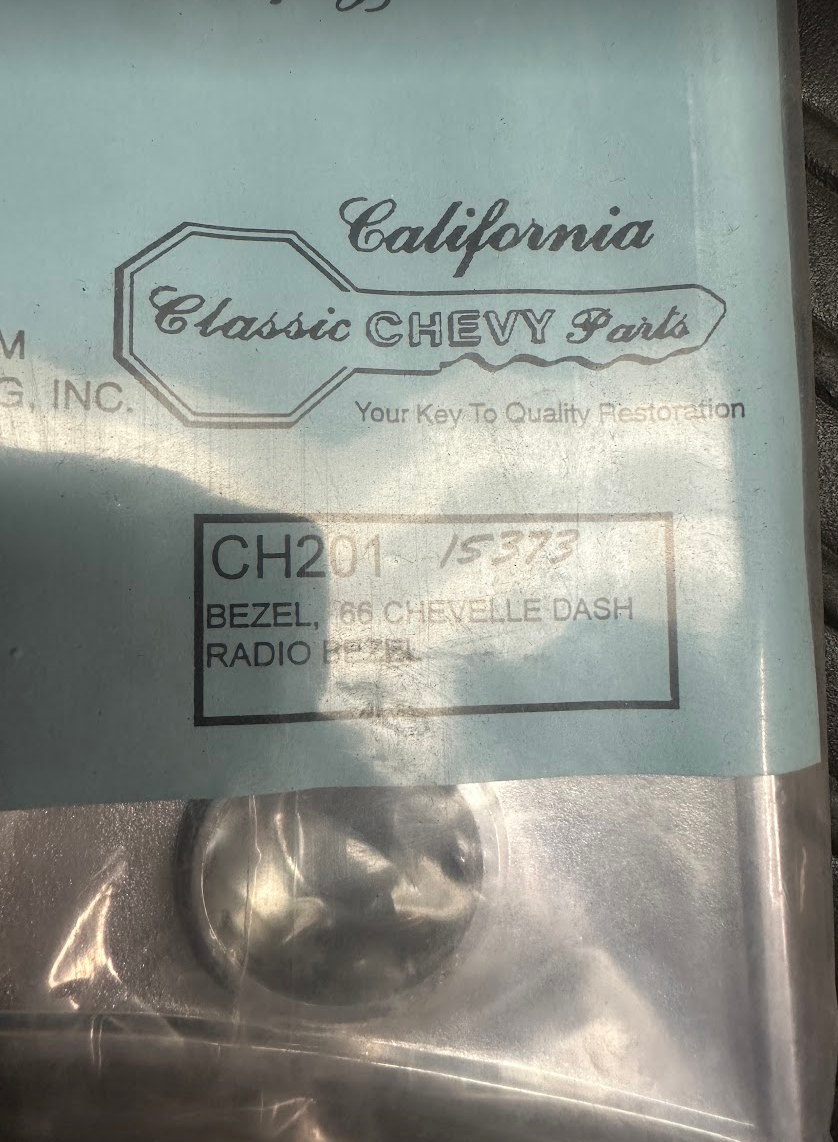 California
Classic CHEVY Parts
M
G, INC.
Your Key To Quality Restoration
CH201 15373
BEZEL, '66 CHEVELLE DASH
RADIO BEZEL